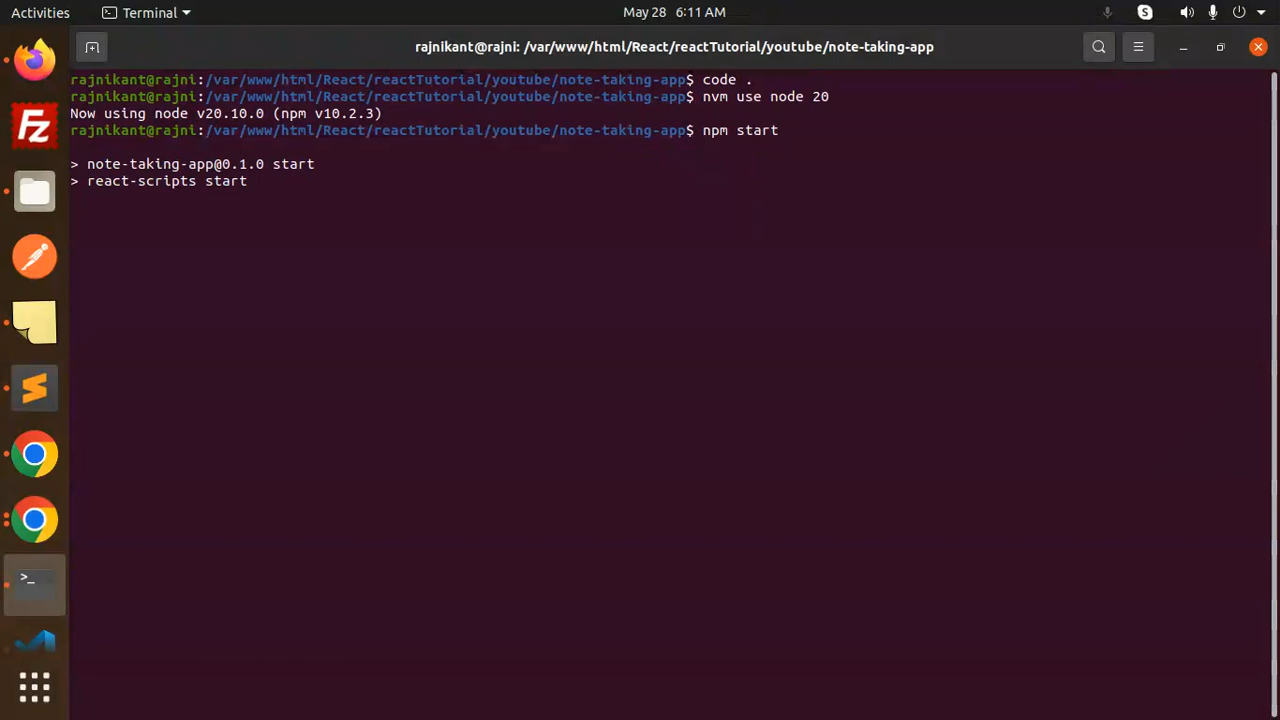 Activities
Terminal
May 28 6:11 AM
rajnikant@rajni: /var/www/html/React/reactTutorial/youtube/note-taking-app
rajnikant@rajni:/var/www/html/React/reactTutorial/youtube/note-taking-app$ code .
rajnikant@rajni:/var/www/html/React/reactTutorial/youtube/note-taking-app$ nvm use node 20
Now using node v20.10.0 (npm v10.2.3)
rajnikant@rajni:/var/www/html/React/reactTutorial/youtube/note-taking-app$ npm start
> note-taking-app@0.1.0 start
> react-scripts start